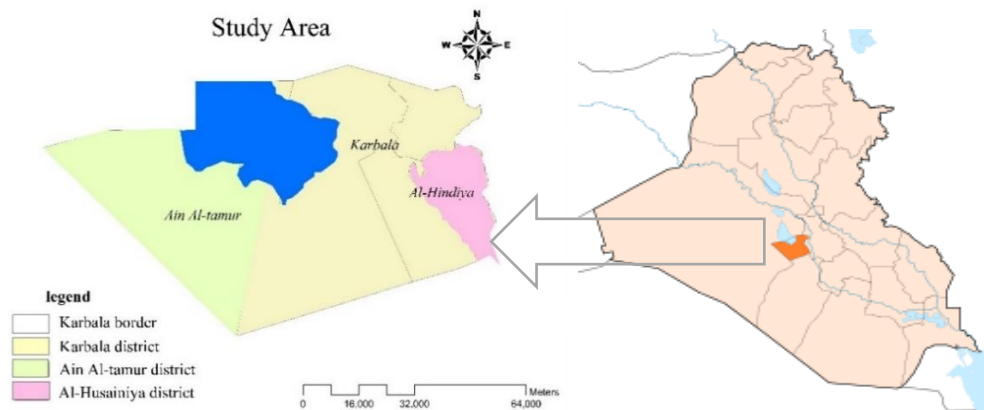 Study Area
N
W E
S
Karbala
Al-Hindiya
Ain Al-tamur
legend
Karbala border
Karbala district
Ain Al-tamur district
Al-Husainiya district
Meters
0 16,000 32,000 64,000